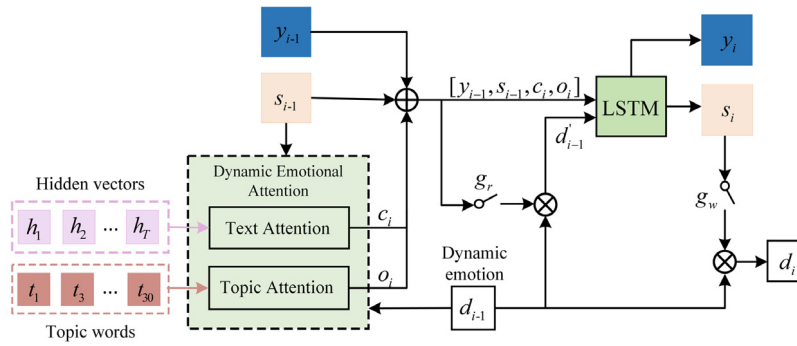 y_{i-1}
y_i
s_{i-1}
[y_{i-1}, s_{i-1}, c_i, o_i]
LSTM
s_i
d'_{i-1}
Dynamic Emotional
Attention
Hidden vectors
g_r
g_w
h_1 h_2 ... h_T
Text Attention
c_i
Topic Attention
o_i
Dynamic
emotion
t_1 t_3 ... t_{30}
d_{i-1}
d_i
Topic words